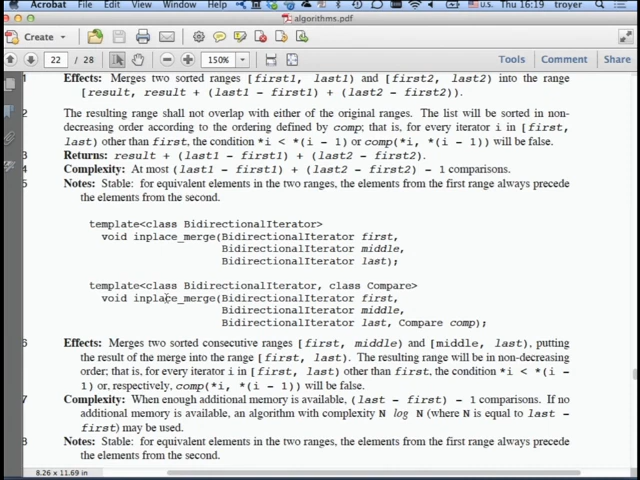 Acrobat File Edit View Window Help U.S. Thu 16:19 troyer
algorithms.pdf
Create
22 / 28 150% Tools Comment Share
1 Effects: Merges two sorted ranges [first1, last1) and [first2, last2) into the range
[result, result + (last1 − first1) + (last2 − first2)).
2 The resulting range shall not overlap with either of the original ranges. The list will be sorted in non-
decreasing order according to the ordering defined by comp; that is, for every iterator i in [first,
last) other than first, the condition *i < *(i − 1) or comp(*i, *(i − 1)) will be false.
3 Returns: result + (last1 − first1) + (last2 − first2).
4 Complexity: At most (last1 − first1) + (last2 − first2) − 1 comparisons.
5 Notes: Stable: for equivalent elements in the two ranges, the elements from the first range always precede
the elements from the second.
template<class BidirectionalIterator>
void inplace_merge(BidirectionalIterator first,
BidirectionalIterator middle,
BidirectionalIterator last);
template<class BidirectionalIterator, class Compare>
void inplace_merge(BidirectionalIterator first,
BidirectionalIterator middle,
BidirectionalIterator last, Compare comp);
6 Effects: Merges two sorted consecutive ranges [first, middle) and [middle, last), putting
the result of the merge into the range [first, last). The resulting range will be in non-decreasing
order; that is, for every iterator i in [first, last) other than first, the condition *i < *(i −
1) or, respectively, comp(*i, *(i − 1)) will be false.
7 Complexity: When enough additional memory is available, (last − first) − 1 comparisons. If no
additional memory is available, an algorithm with complexity N log N (where N is equal to last −
first) may be used.
8 Notes: Stable: for equivalent elements in the two ranges, the elements from the first range always precede
the elements from the second.
8.26 x 11.69 in